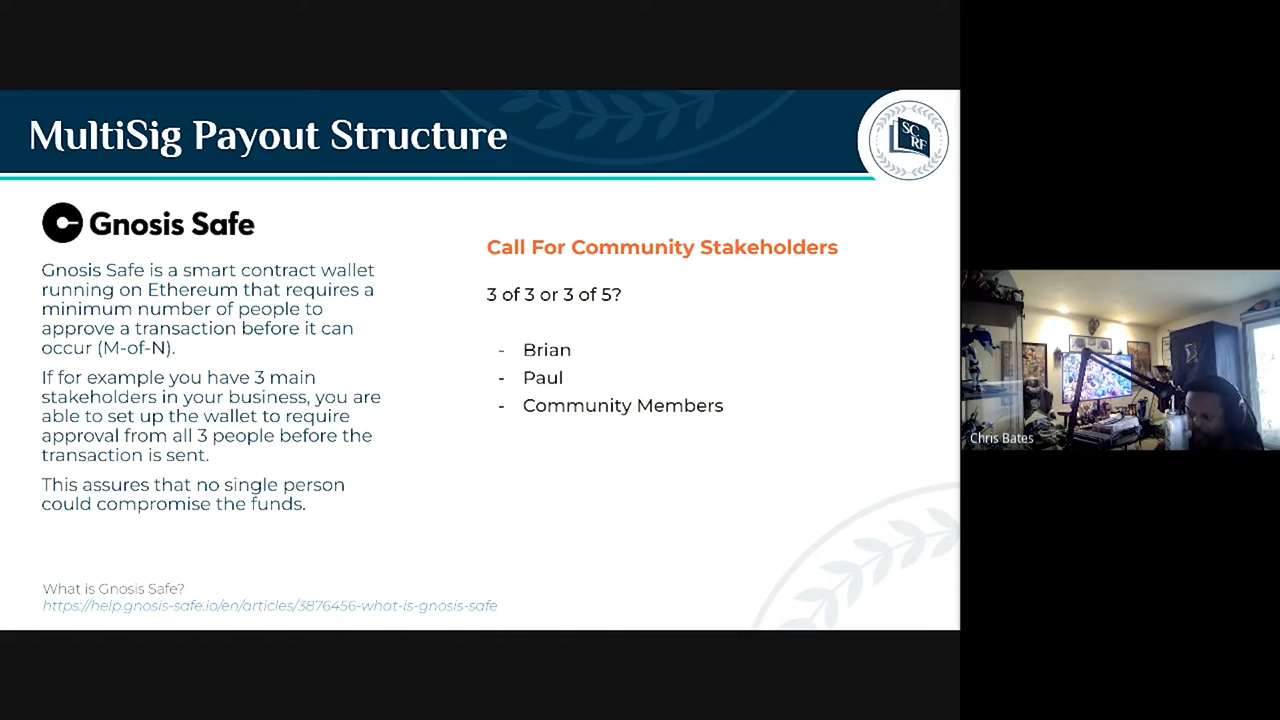 MultiSig Payout Structure
SC
RF
Gnosis Safe
Gnosis Safe is a smart contract wallet
running on Ethereum that requires a
minimum number of people to
approve a transaction before it can
occur (M-of-N).
If for example you have 3 main
stakeholders in your business, you are
able to set up the wallet to require
approval from all 3 people before the
transaction is sent.
This assures that no single person
could compromise the funds.
What is Gnosis Safe?
https://help.gnosis-safe.io/en/articles/3876456-what-is-gnosis-safe
Call For Community Stakeholders
3 of 3 or 3 of 5?
- Brian
- Paul
- Community Members
Chris Bates